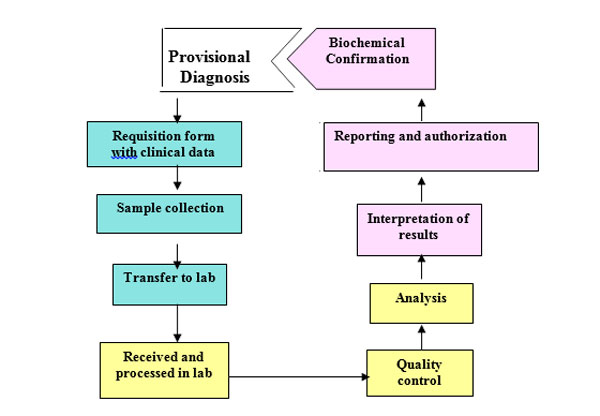 Provisional
Diagnosis
Biochemical
Confirmation
Requisition form
with clinical data
Reporting and authorization
Sample collection
Interpretation of
results
Transfer to lab
Analysis
Received and
processed in lab
Quality
control